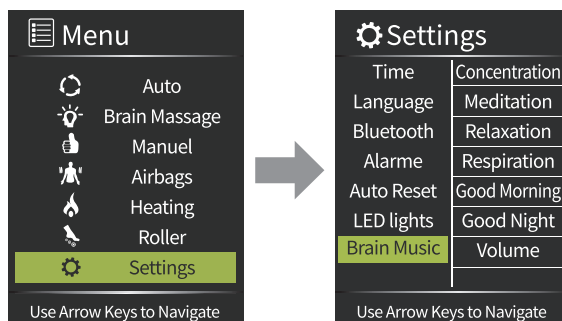 Menu
Auto
Brain Massage
Manuel
Airbags
Heating
Roller
Settings
Use Arrow Keys to Navigate
Settings
Time
Language
Bluetooth
Alarme
Auto Reset
LED lights
Brain Music
Concentration
Meditation
Relaxation
Respiration
Good Morning
Good Night
Volume
Use Arrow Keys to Navigate